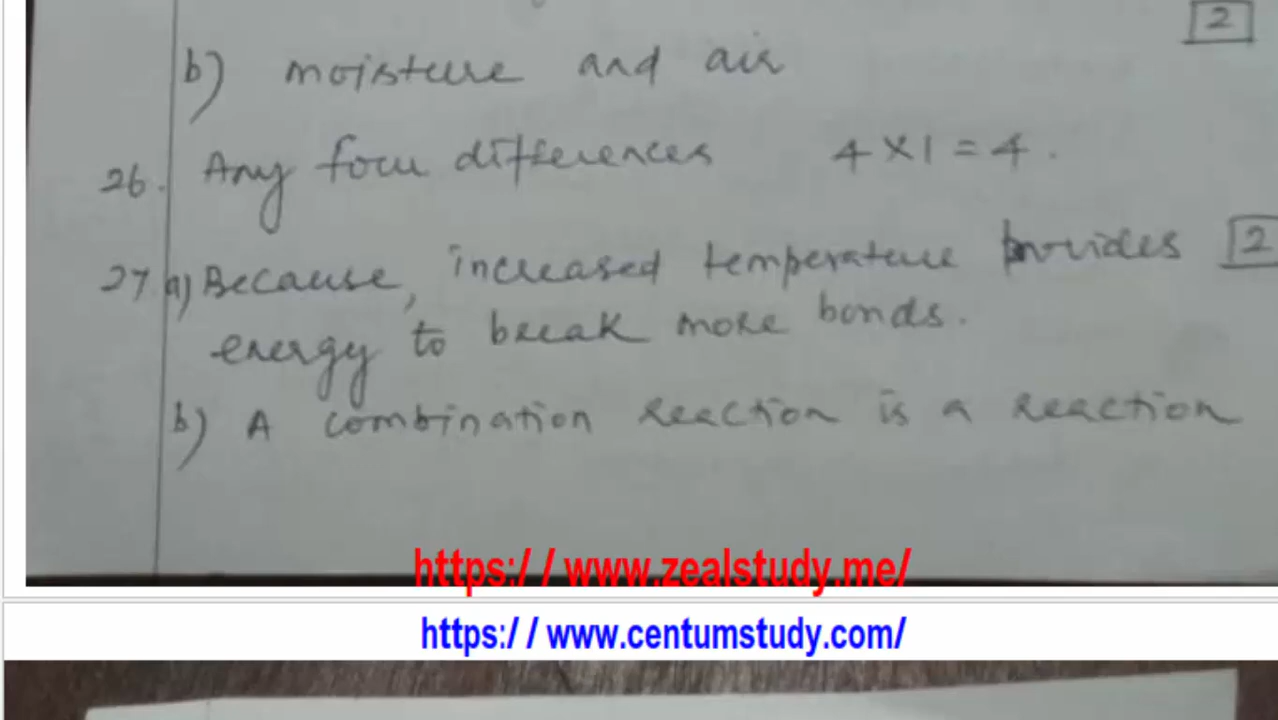 2
b) moisture and air
26. Any four differences 4 x 1 = 4.
27 a) Because, increased temperature provides 2
energy to break more bonds.
b) A combination reaction is a reaction
https://www.zealstudy.me/
https://www.centumstudy.com/